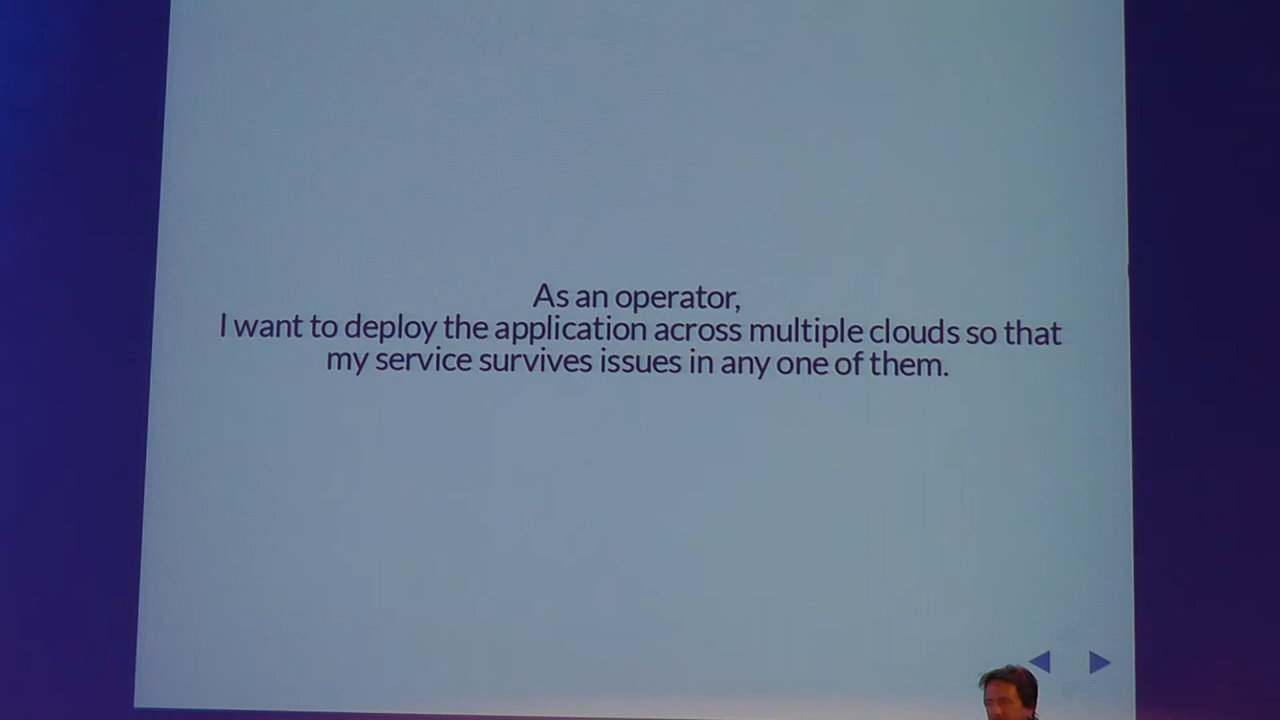 As an operator,
I want to deploy the application across multiple clouds so that
my service survives issues in any one of them.